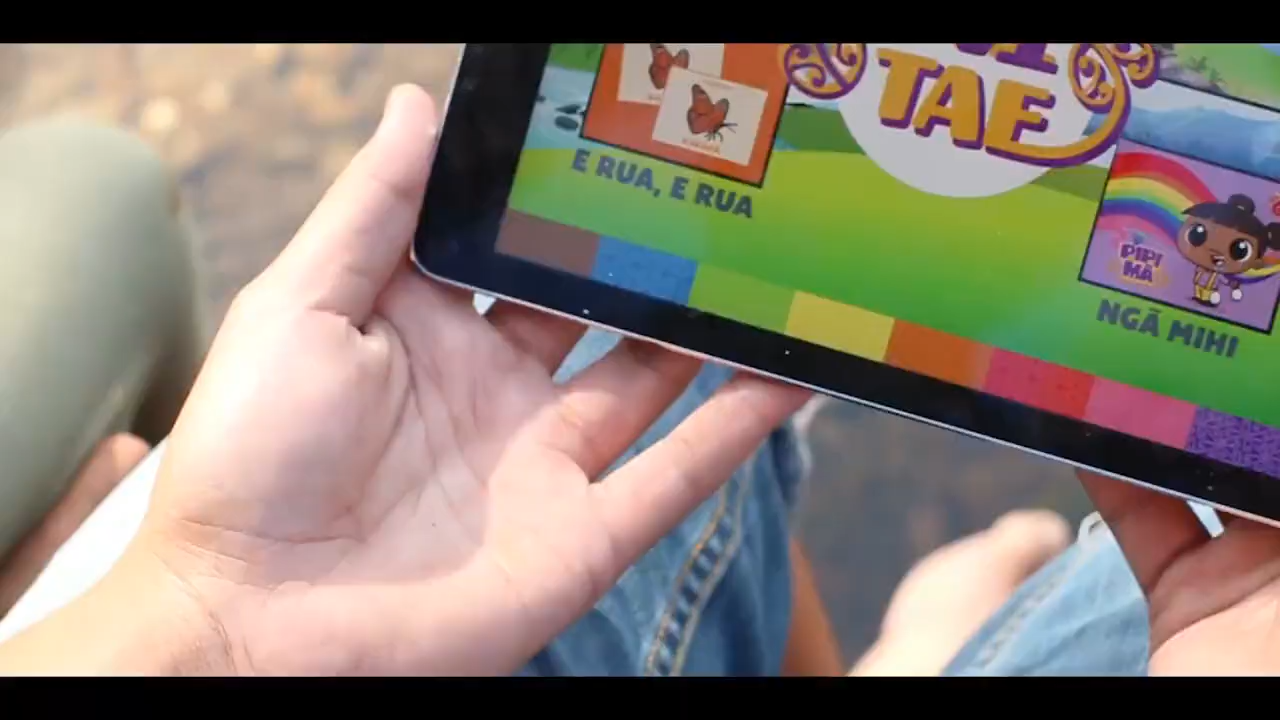 TAE
E RUA, E RUA
PIPI
MĀ
NGĀ MIHI